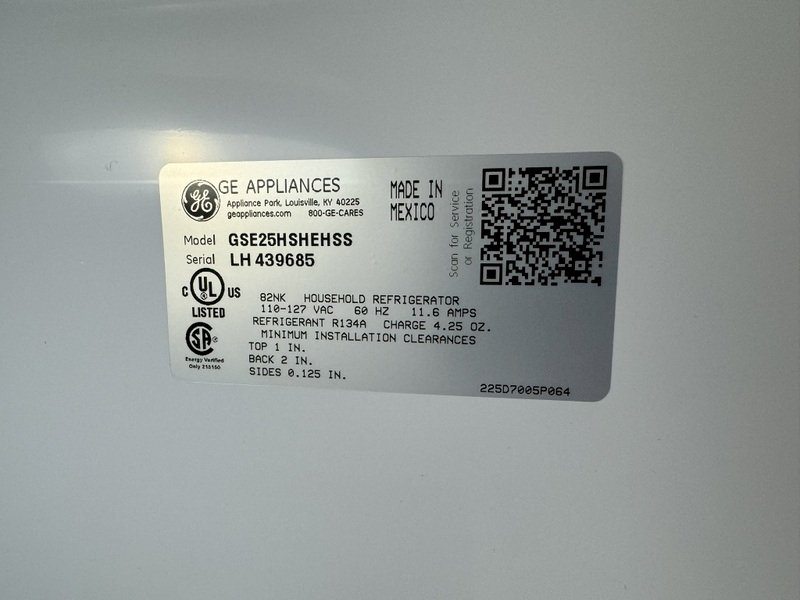 GE APPLIANCES
Appliance Park, Louisville, KY 40225
geappliances.com 800-GE-CARES
MADE IN
MEXICO
Scan for Service
or Registration
Model GSE25HSHEHSS
Serial LH 439685
C UL US
LISTED
82NK HOUSEHOLD REFRIGERATOR
110-127 VAC 60 HZ 11.6 AMPS
REFRIGERANT R134A CHARGE 4.25 OZ.
MINIMUM INSTALLATION CLEARANCES
TOP 1 IN.
BACK 2 IN.
SIDES 0.125 IN.
SA
Energy Verified
225D7005P064